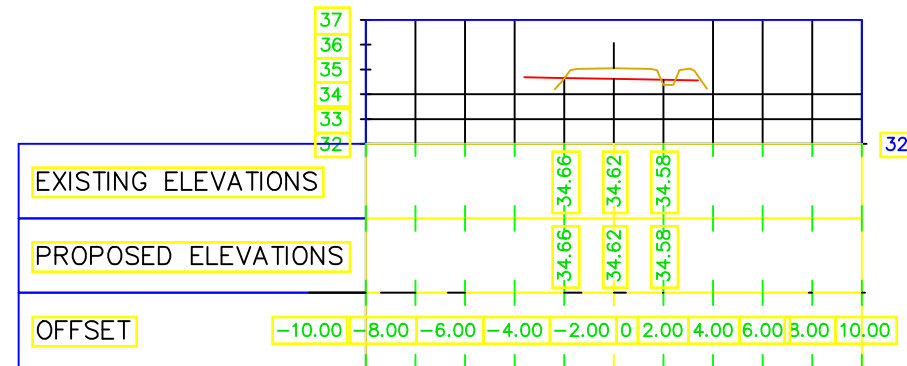 37
36
35
34
33
32
32
EXISTING ELEVATIONS 34.66 34.62 34.58
PROPOSED ELEVATIONS 34.66 34.62 34.58
OFFSET -10.00 -8.00 -6.00 -4.00 -2.00 0 2.00 4.00 6.00 8.00 10.00